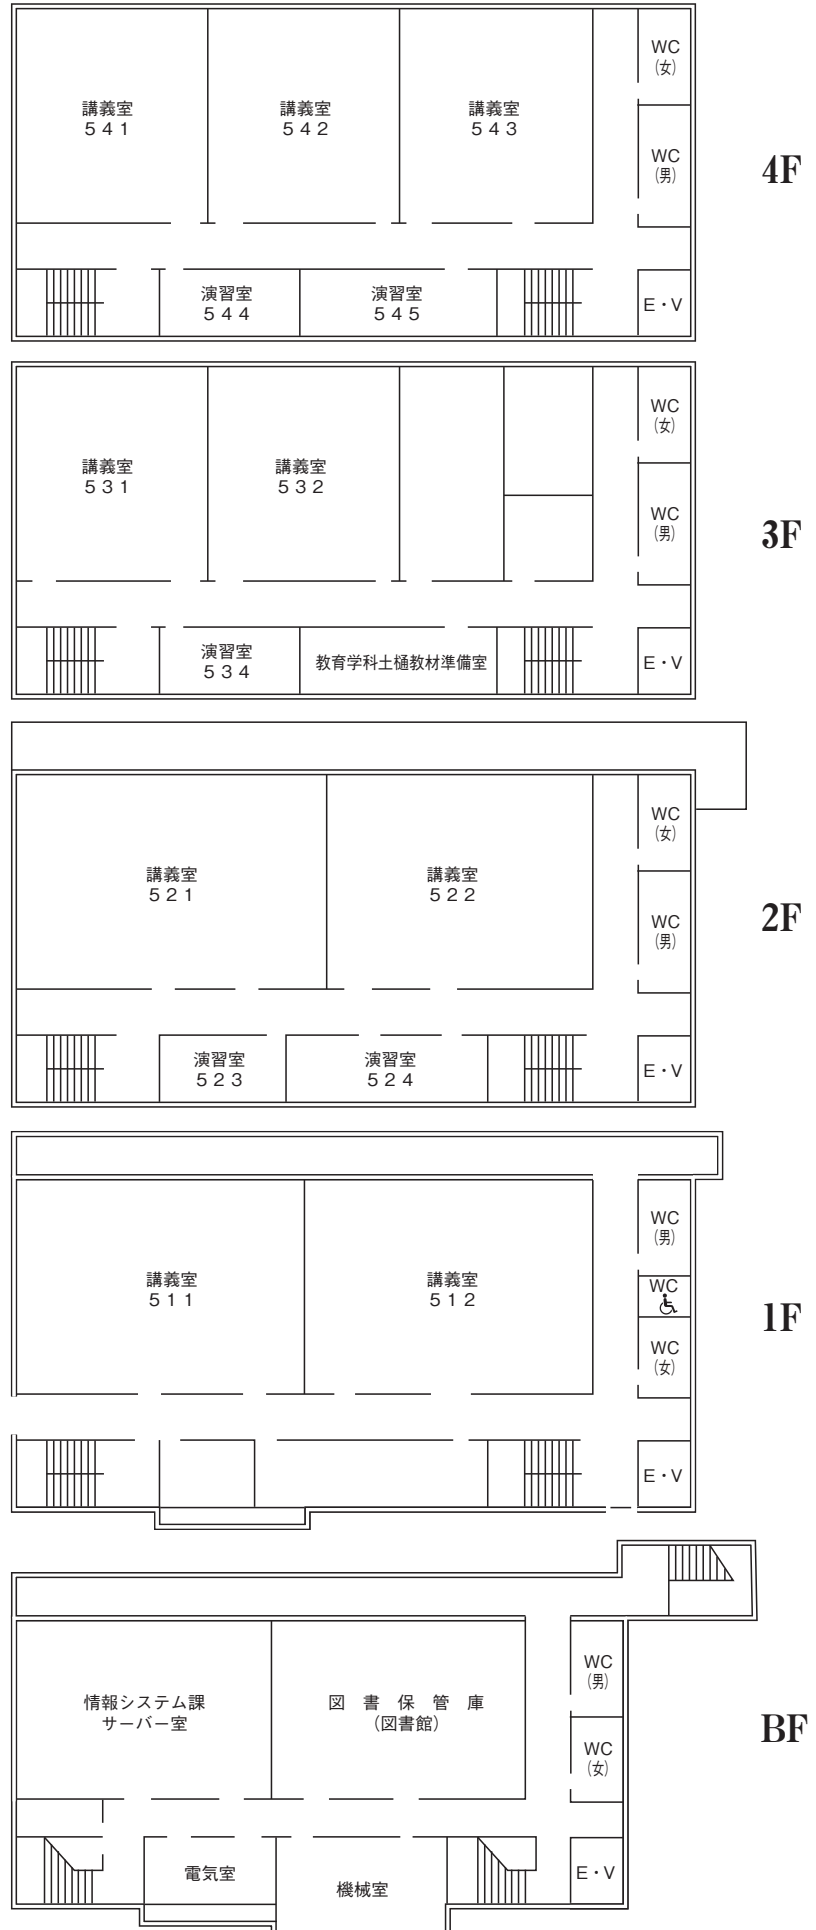 WC
(女)
講義室
541
講義室
542
講義室
543
WC
(男)
4F
演習室
544
演習室
545
E・V
WC
(女)
講義室
531
講義室
532
WC
(男)
3F
演習室
534
教育学科土樋教材準備室
E・V
WC
(女)
講義室
521
講義室
522
WC
(男)
2F
演習室
523
演習室
524
E・V
WC
(男)
講義室
511
講義室
512
WC
WC
(女)
1F
E・V
WC
(男)
情報システム課
サーバー室
図書保管庫
(図書館)
WC
(女)
BF
電気室
機械室
E・V